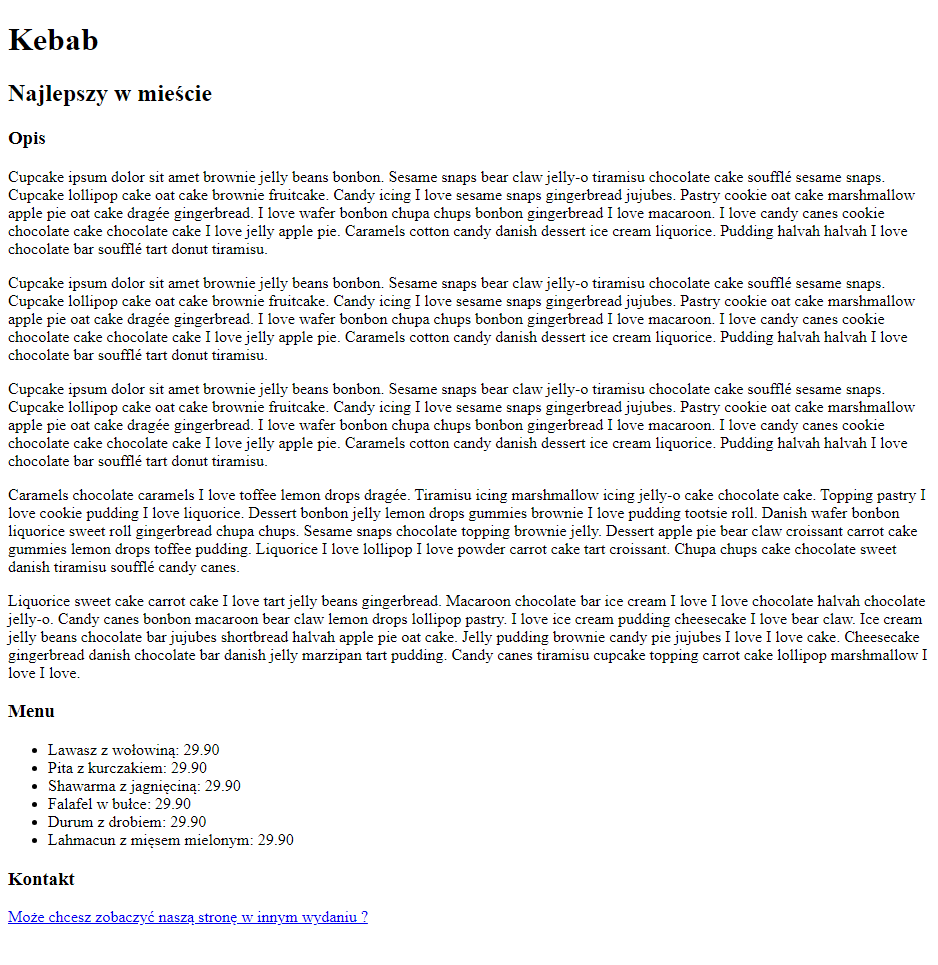 Kebab
Najlepszy w mieście
Opis
Cupcake ipsum dolor sit amet brownie jelly beans bonbon. Sesame snaps bear claw jelly-o tiramisu chocolate cake soufflé sesame snaps.
Cupcake lollipop cake oat cake brownie fruitcake. Candy icing I love sesame snaps gingerbread jujubes. Pastry cookie oat cake marshmallow
apple pie oat cake dragée gingerbread. I love wafer bonbon chupa chups bonbon gingerbread I love macaroon. I love candy canes cookie
chocolate cake chocolate cake I love jelly apple pie. Caramels cotton candy danish dessert ice cream liquorice. Pudding halvah halvah I love
chocolate bar soufflé tart donut tiramisu.
Cupcake ipsum dolor sit amet brownie jelly beans bonbon. Sesame snaps bear claw jelly-o tiramisu chocolate cake soufflé sesame snaps.
Cupcake lollipop cake oat cake brownie fruitcake. Candy icing I love sesame snaps gingerbread jujubes. Pastry cookie oat cake marshmallow
apple pie oat cake dragée gingerbread. I love wafer bonbon chupa chups bonbon gingerbread I love macaroon. I love candy canes cookie
chocolate cake chocolate cake I love jelly apple pie. Caramels cotton candy danish dessert ice cream liquorice. Pudding halvah halvah I love
chocolate bar soufflé tart donut tiramisu.
Cupcake ipsum dolor sit amet brownie jelly beans bonbon. Sesame snaps bear claw jelly-o tiramisu chocolate cake soufflé sesame snaps.
Cupcake lollipop cake oat cake brownie fruitcake. Candy icing I love sesame snaps gingerbread jujubes. Pastry cookie oat cake marshmallow
apple pie oat cake dragée gingerbread. I love wafer bonbon chupa chups bonbon gingerbread I love macaroon. I love candy canes cookie
chocolate cake chocolate cake I love jelly apple pie. Caramels cotton candy danish dessert ice cream liquorice. Pudding halvah halvah I love
chocolate bar soufflé tart donut tiramisu.
Caramels chocolate caramels I love toffee lemon drops dragée. Tiramisu icing marshmallow icing jelly-o cake chocolate cake. Topping pastry I
love cookie pudding I love liquorice. Dessert bonbon jelly lemon drops gummies brownie I love pudding tootsie roll. Danish wafer bonbon
liquorice sweet roll gingerbread chupa chups. Sesame snaps chocolate topping brownie jelly. Dessert apple pie bear claw croissant carrot cake
gummies lemon drops toffee pudding. Liquorice I love lollipop I love powder carrot cake tart croissant. Chupa chups cake chocolate sweet
danish tiramisu soufflé candy canes.
Liquorice sweet cake carrot cake I love tart jelly beans gingerbread. Macaroon chocolate bar ice cream I love I love chocolate halvah chocolate
jelly-o. Candy canes bonbon macaroon bear claw lemon drops lollipop pastry. I love ice cream pudding cheesecake I love bear claw. Ice cream
jelly beans chocolate bar jujubes shortbread halvah apple pie oat cake. Jelly pudding brownie candy pie jujubes I love I love cake. Cheesecake
gingerbread danish chocolate bar danish jelly marzipan tart pudding. Candy canes tiramisu cupcake topping carrot cake lollipop marshmallow I
love I love.
Menu
• Lawasz z wołowiną: 29.90
• Pita z kurczakiem: 29.90
• Shawarma z jagnięciną: 29.90
• Falafel w bułce: 29.90
• Durum z drobiem: 29.90
• Lahmacun z mięsem mielonym: 29.90
Kontakt
Może chcesz zobaczyć naszą stronę w innym wydaniu ?